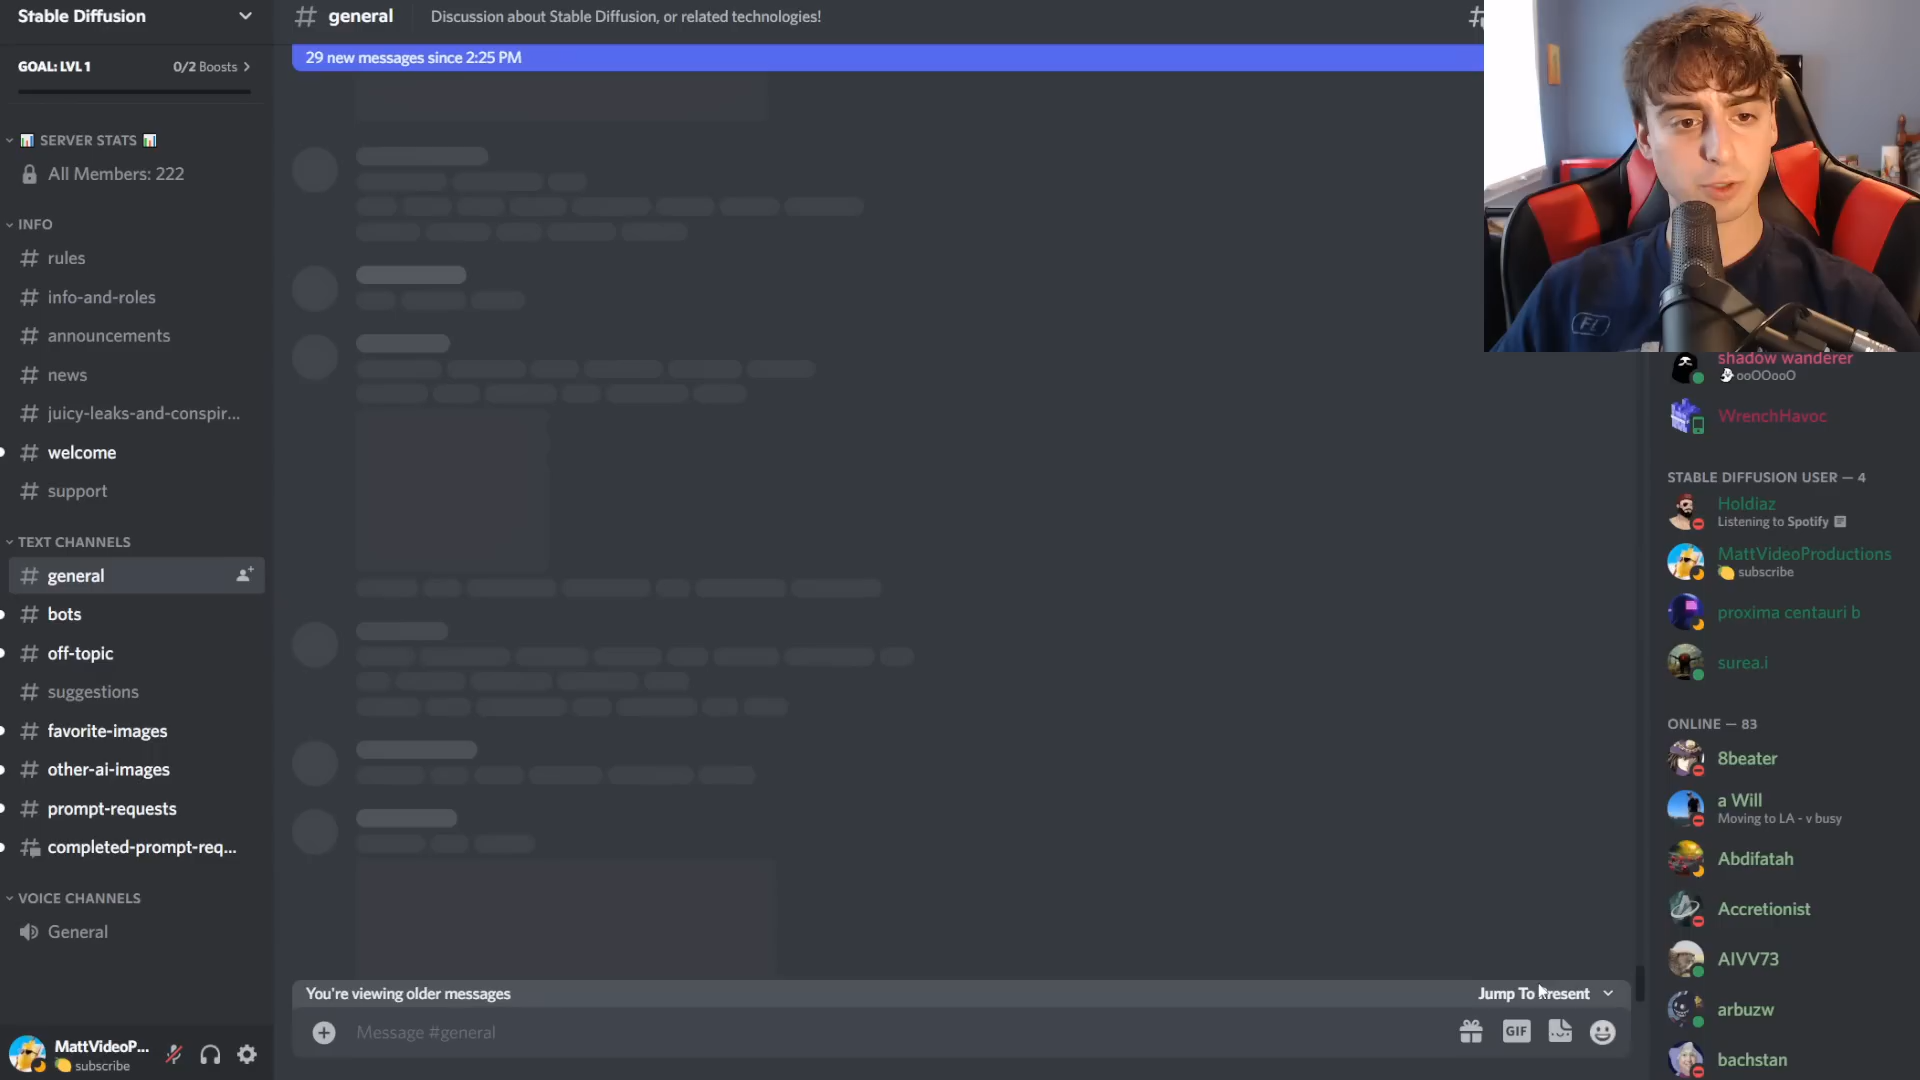 Stable Diffusion
GOAL: LVL 1 0/2 Boosts
SERVER STATS
All Members: 222
INFO
# rules
# info-and-roles
# announcements
# news
# juicy-leaks-and-conspir...
# welcome
# support
TEXT CHANNELS
# general
# bots
# off-topic
# suggestions
# favorite-images
# other-ai-images
# prompt-requests
# completed-prompt-req...
VOICE CHANNELS
General
MattVideoP...
subscribe
# general Discussion about Stable Diffusion, or related technologies!
29 new messages since 2:25 PM
You're viewing older messages
Jump To Present
Message #general
GIF
shadow wanderer
ooOOooO
WrenchHavoc
STABLE DIFFUSION USER — 4
Holdiaz
Listening to Spotify
MattVideoProductions
subscribe
proxima centauri b
surea.i
ONLINE — 83
8beater
a Will
Moving to LA - v busy
Abdifatah
Accretionist
AIVV73
arbuzw
bachstan